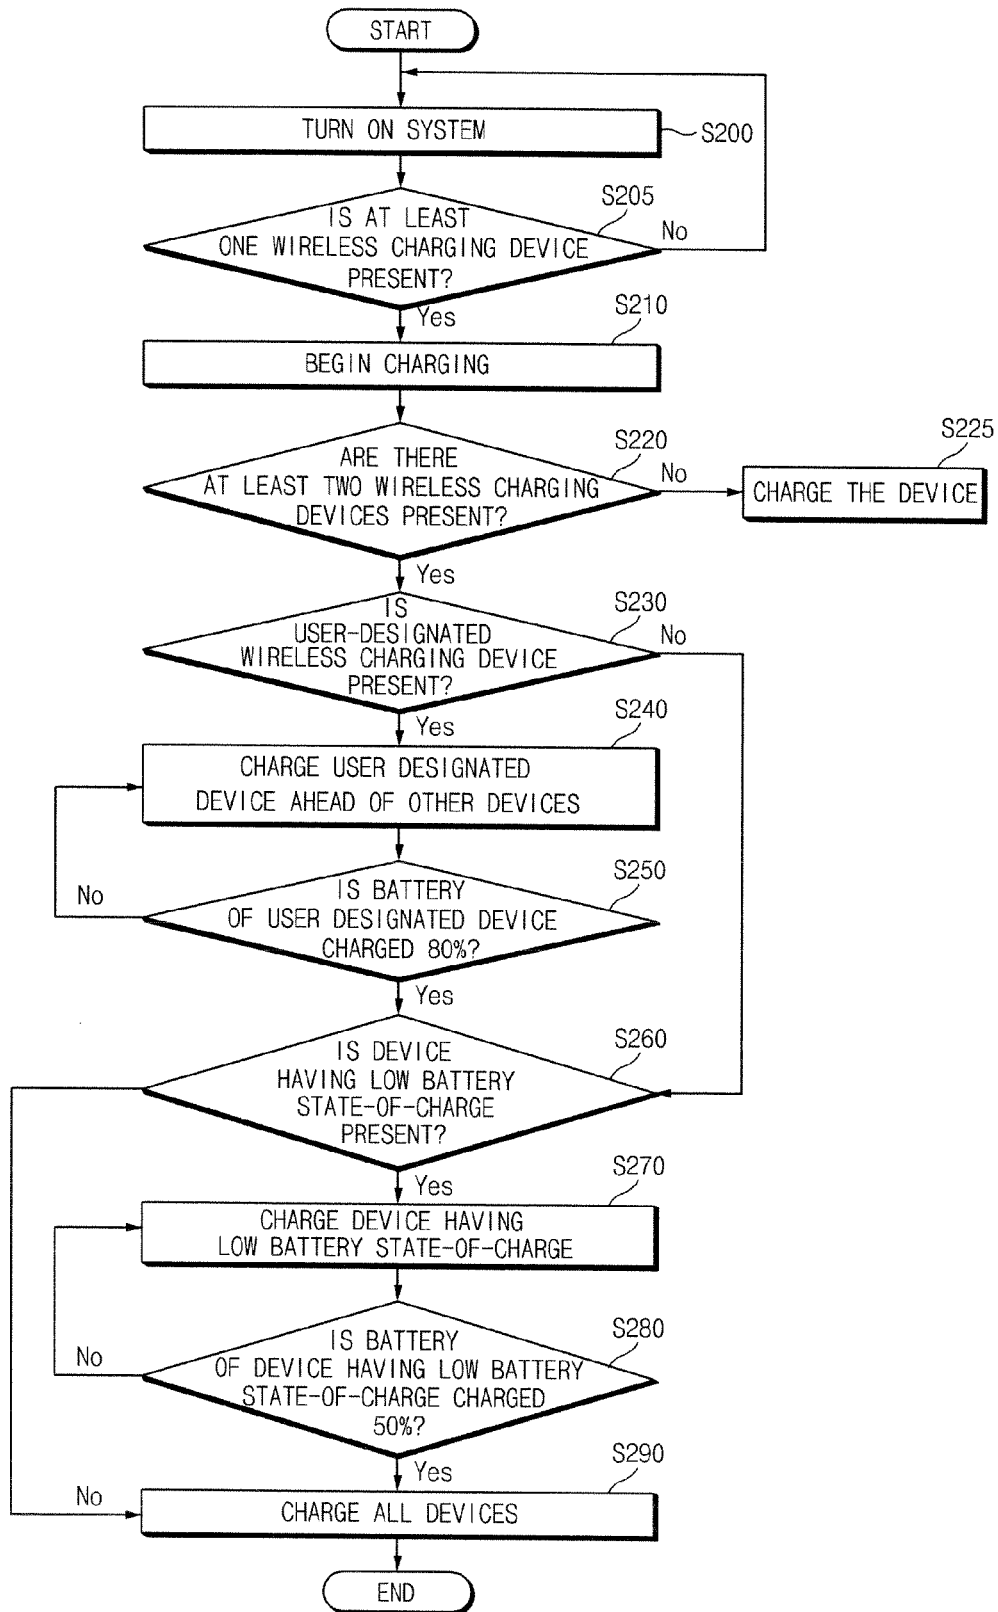 START
TURN ON SYSTEM
S200
S205
IS AT LEAST
ONE WIRELESS CHARGING DEVICE
PRESENT?
No
Yes
S210
BEGIN CHARGING
S220
ARE THERE
AT LEAST TWO WIRELESS CHARGING
DEVICES PRESENT?
No
S225
CHARGE THE DEVICE
Yes
S230
IS
USER-DESIGNATED
WIRELESS CHARGING DEVICE
PRESENT?
No
Yes
S240
CHARGE USER DESIGNATED
DEVICE AHEAD OF OTHER DEVICES
S250
IS BATTERY
OF USER DESIGNATED DEVICE
CHARGED 80%?
No
Yes
S260
IS DEVICE
HAVING LOW BATTERY
STATE-OF-CHARGE
PRESENT?
Yes
S270
CHARGE DEVICE HAVING
LOW BATTERY STATE-OF-CHARGE
S280
IS BATTERY
OF DEVICE HAVING LOW BATTERY
STATE-OF-CHARGE CHARGED
50%?
No
Yes
S290
No
CHARGE ALL DEVICES
END